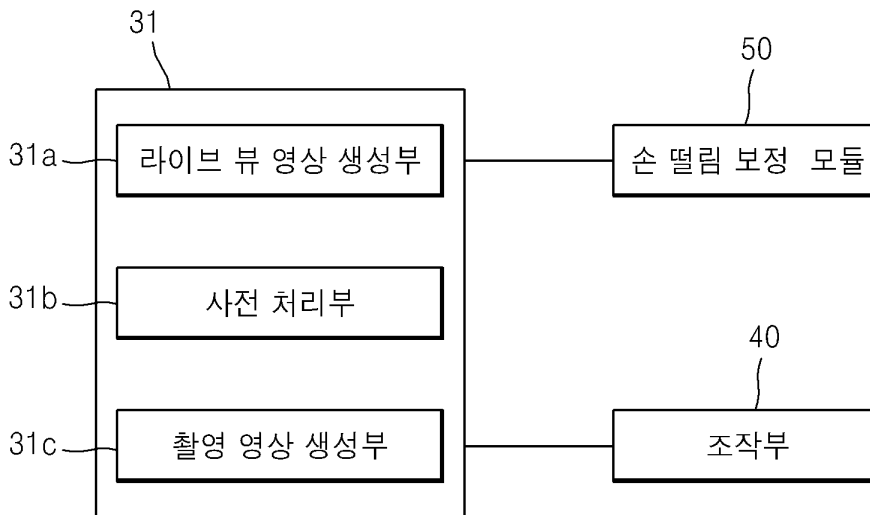 31
50
31a
라이브 뷰 영상 생성부
손 떨림 보정 모듈
31b
사전 처리부
40
31c
촬영 영상 생성부
조작부